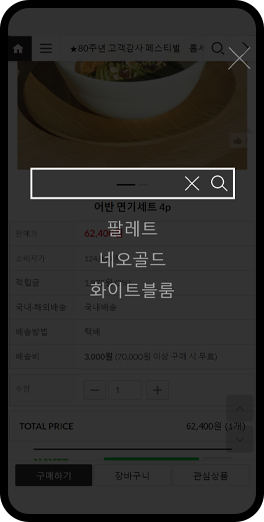 ★80주년 고객감사 페스티벌
어반 연기세트 4p
판매가 62,400
팔레트
소비자가 124
네오골드
적립금
화이트블룸
국내·해외배송 국내배송
배송방법 택배
배송비 3,000원 (70,000원 이상 구매 시 무료)
수량 1
TOTAL PRICE 62,400원 (1개)
구매하기 장바구니 관심상품